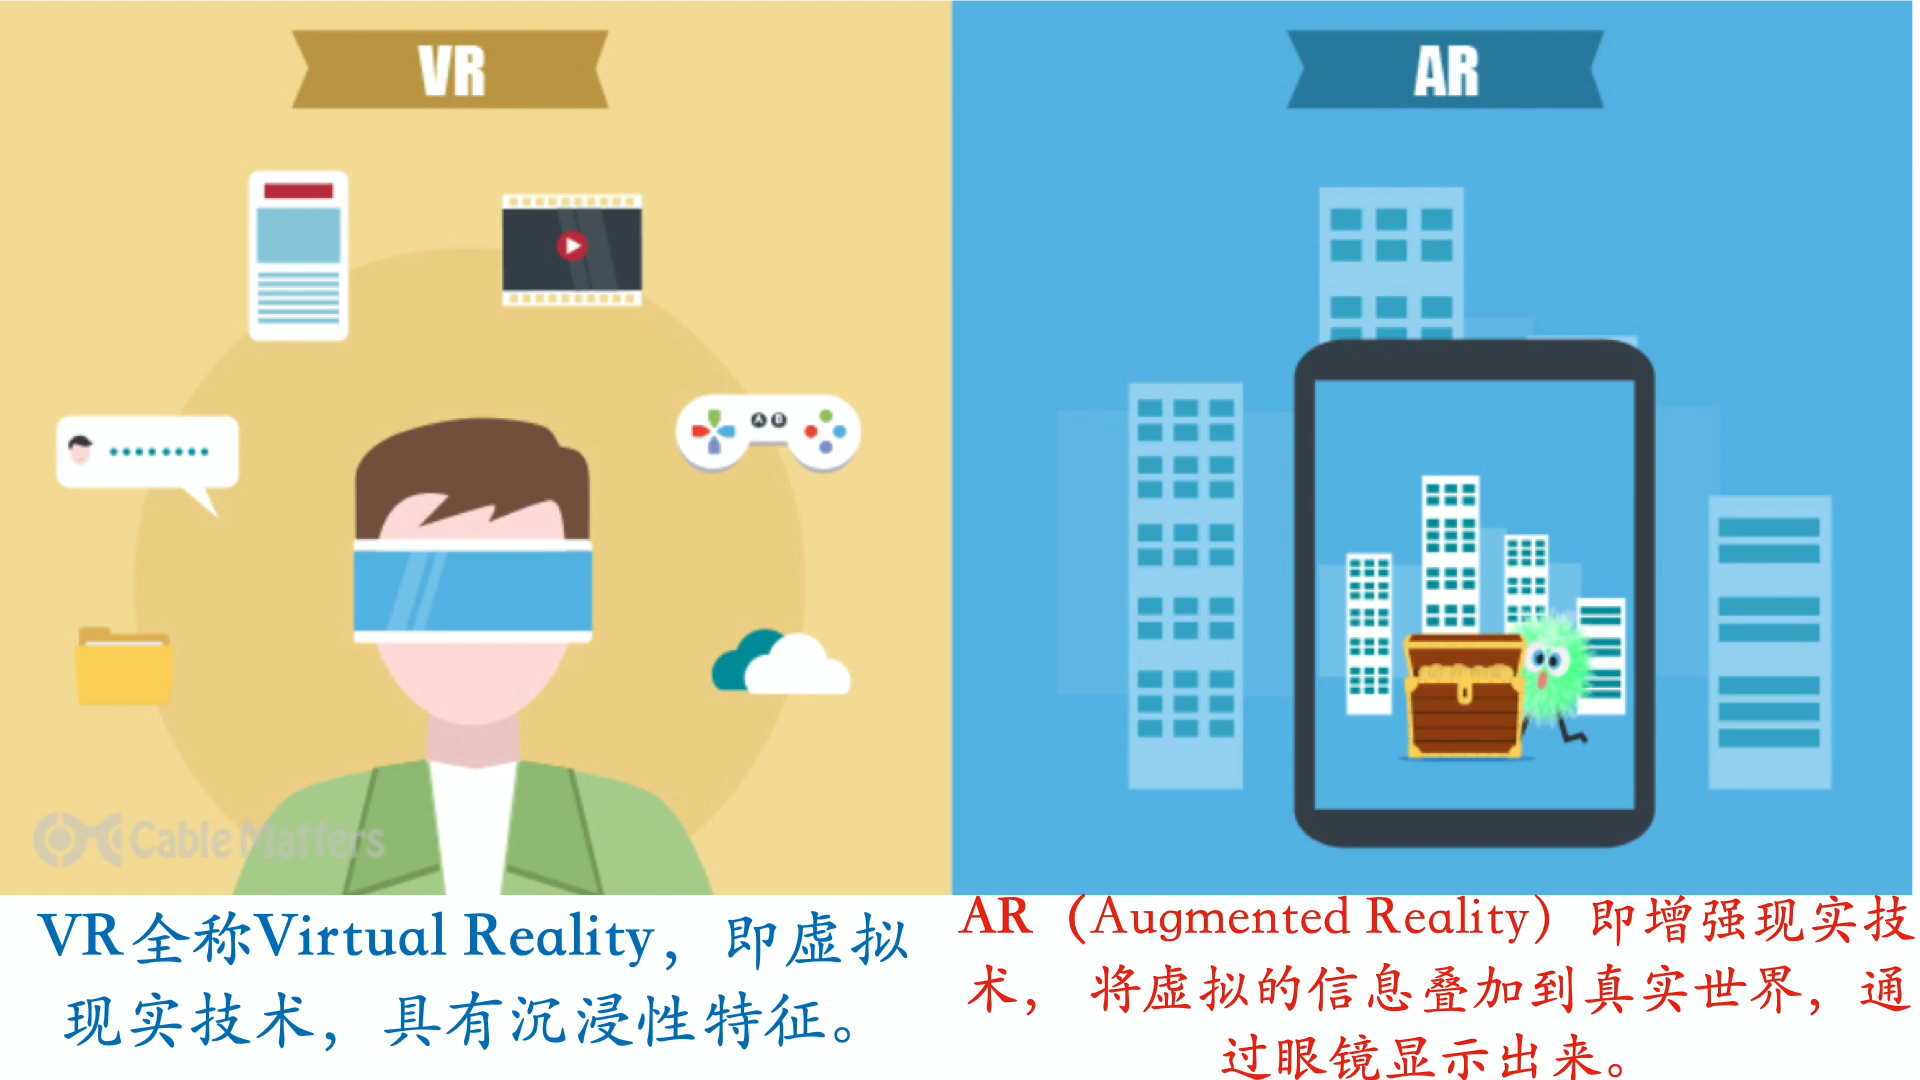 VR
AR
A B
Cable Matters
VR全称Virtual Reality，即虚拟
现实技术，具有沉浸性特征。
AR（Augmented Reality）即增强现实技
术， 将虚拟的信息叠加到真实世界，通
过眼镜显示出来。